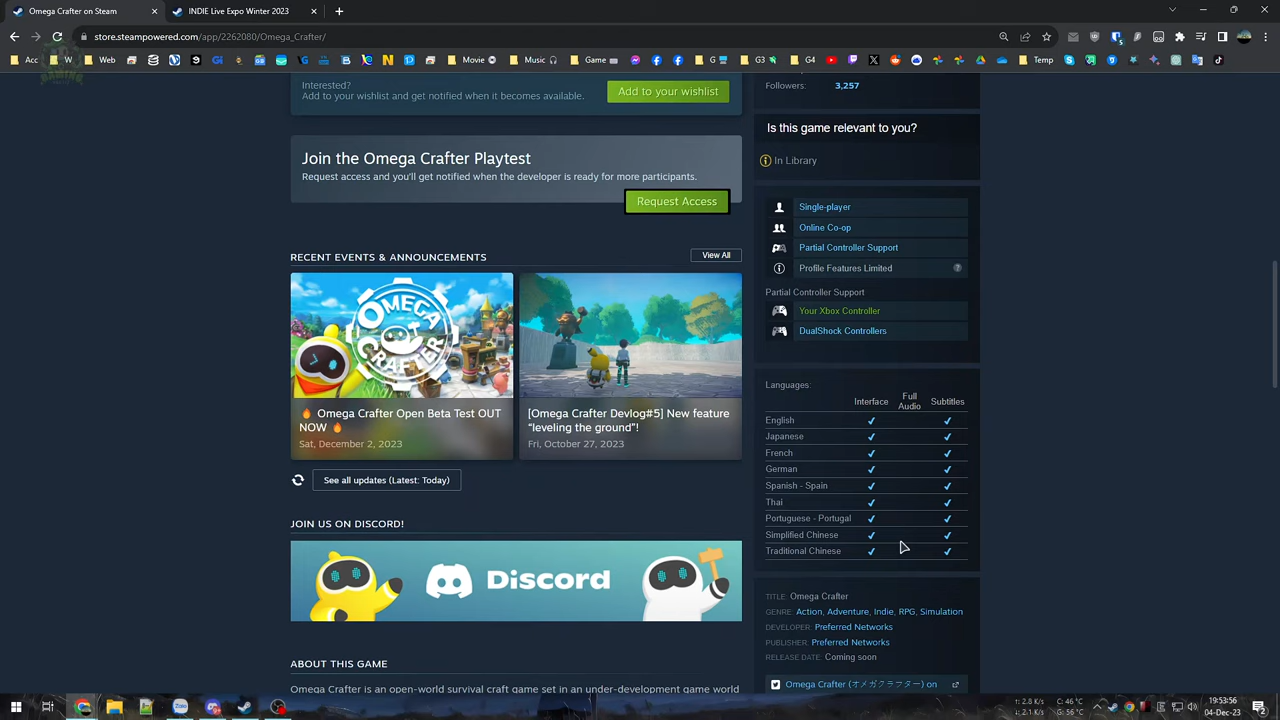 Omega Crafter on Steam
INDIE Live Expo Winter 2023
store.steampowered.com/app/2262080/Omega_Crafter/
Acc
W
G
Movie
Music
Game
G
G3
G4
Temp
Interested?
Add to your wishlist and get notified when it becomes available.
Add to your wishlist
Join the Omega Crafter Playtest
Request access and you'll get notified when the developer is ready for more participants.
Request Access
RECENT EVENTS & ANNOUNCEMENTS
View All
OMEGA
CRAFTER
🔥 Omega Crafter Open Beta Test OUT
NOW 🔥
Sat, December 2, 2023
[Omega Crafter Devlog#5] New feature
"leveling the ground"!
Fri, October 27, 2023
See all updates (Latest: Today)
JOIN US ON DISCORD!
Discord
ABOUT THIS GAME
Omega Crafter is an open-world survival craft game set in an under-development game world
Followers: 3,257
Is this game relevant to you?
In Library
Single-player
Online Co-op
Partial Controller Support
Profile Features Limited ?
Partial Controller Support
Your Xbox Controller
DualShock Controllers
Languages:
Interface Full Audio Subtitles
English ✔ ✔
Japanese ✔ ✔
French ✔ ✔
German ✔ ✔
Spanish - Spain ✔ ✔
Thai ✔ ✔
Portuguese - Portugal ✔ ✔
Simplified Chinese ✔ ✔
Traditional Chinese ✔ ✔
TITLE: Omega Crafter
GENRE: Action, Adventure, Indie, RPG, Simulation
DEVELOPER: Preferred Networks
PUBLISHER: Preferred Networks
RELEASE DATE: Coming soon
Omega Crafter (オメガクラフター) on
Zalo
↑: 2.8 K/s
↓: 2.1 K/s
C: 46 °C
G: 56 °C
19:53:56
04-Dec-23